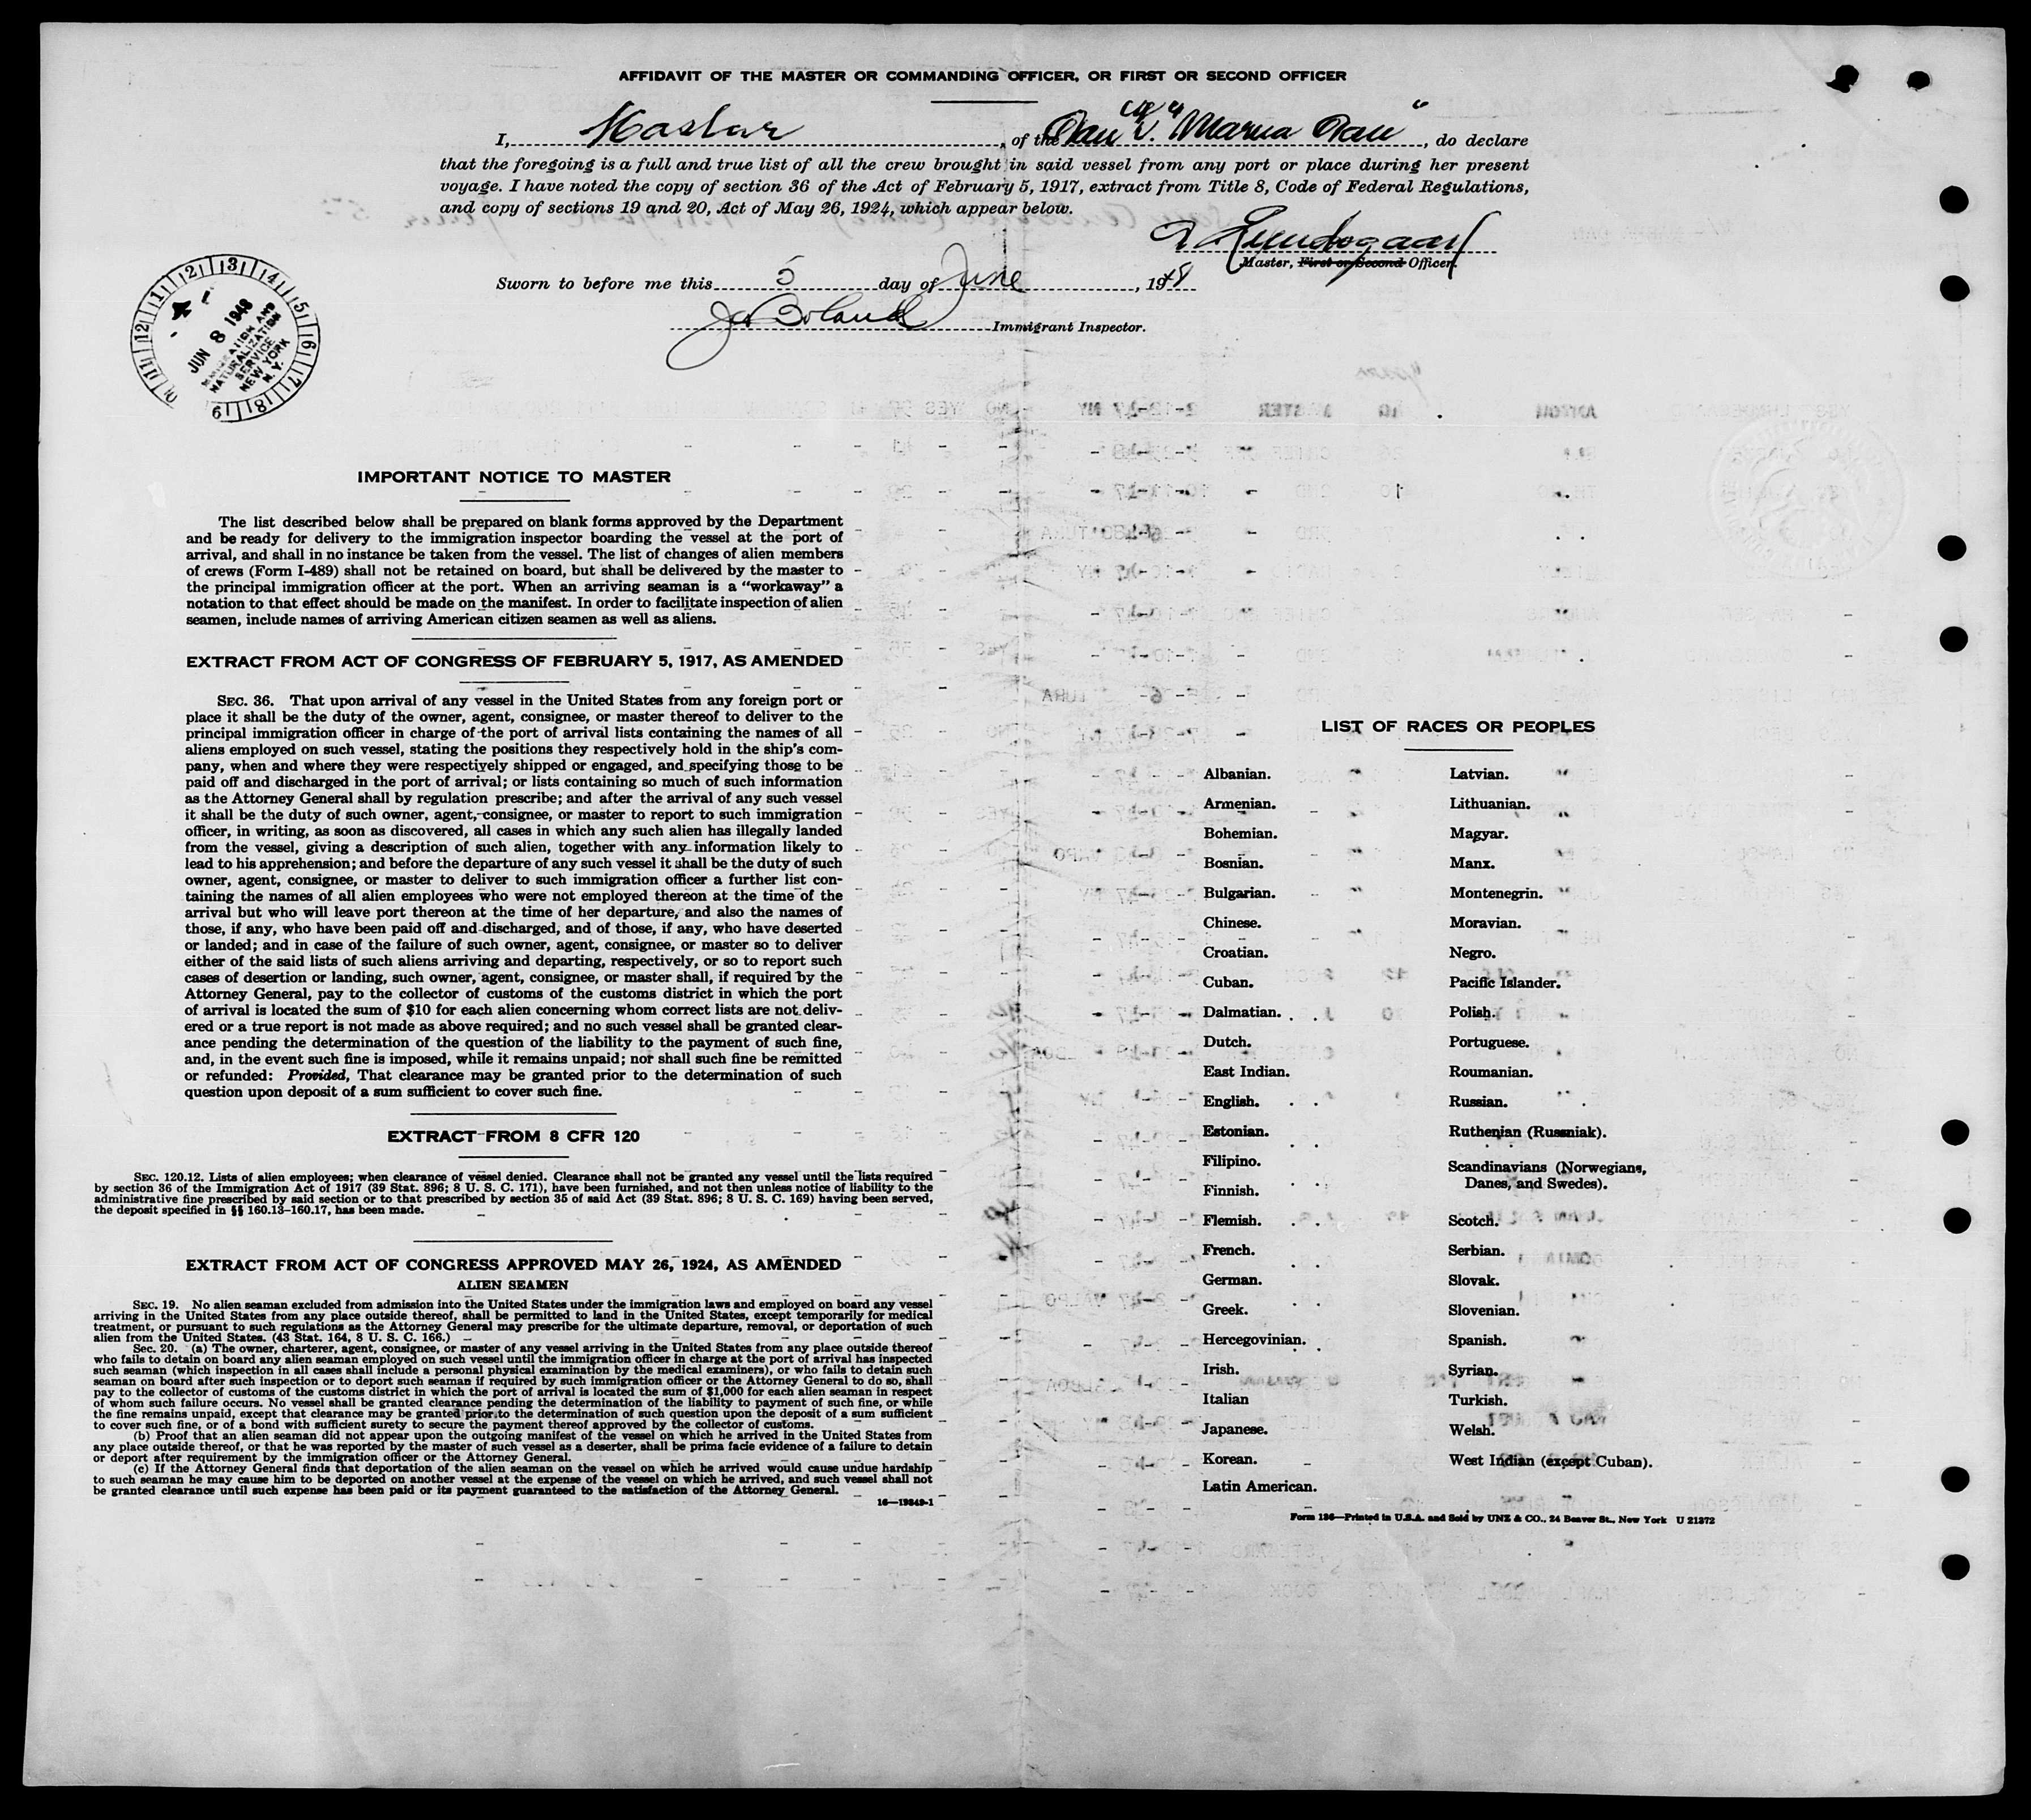 AFFIDAVIT OF THE MASTER OR COMMANDING OFFICER, OR FIRST OR SECOND OFFICER
I, Master, of the Dan M/V. "Marna Dan", do declare
that the foregoing is a full and true list of all the crew brought in said vessel from any port or place during her present
voyage. I have noted the copy of section 36 of the Act of February 5, 1917, extract from Title 8, Code of Federal Regulations,
and copy of sections 19 and 20, Act of May 26, 1924, which appear below.
Master, First or Second Officer.
Sworn to before me this 5 day of June, 1948
Boland Immigrant Inspector.
JUN 8 1948
IMMIGRATION AND
NATURALIZATION
SERVICE
NEW YORK
N. Y.
IMPORTANT NOTICE TO MASTER
The list described below shall be prepared on blank forms approved by the Department
and be ready for delivery to the immigration inspector boarding the vessel at the port of
arrival, and shall in no instance be taken from the vessel. The list of changes of alien members
of crews (Form I-489) shall not be retained on board, but shall be delivered by the master to
the principal immigration officer at the port. When an arriving seaman is a "workaway" a
notation to that effect should be made on the manifest. In order to facilitate inspection of alien
seamen, include names of arriving American citizen seamen as well as aliens.
EXTRACT FROM ACT OF CONGRESS OF FEBRUARY 5, 1917, AS AMENDED
SEC. 36. That upon arrival of any vessel in the United States from any foreign port or
place it shall be the duty of the owner, agent, consignee, or master thereof to deliver to the
principal immigration officer in charge of the port of arrival lists containing the names of all
aliens employed on such vessel, stating the positions they respectively hold in the ship's com-
pany, when and where they were respectively shipped or engaged, and specifying those to be
paid off and discharged in the port of arrival; or lists containing so much of such information
as the Attorney General shall by regulation prescribe; and after the arrival of any such vessel
it shall be the duty of such owner, agent, consignee, or master to report to such immigration
officer, in writing, as soon as discovered, all cases in which any such alien has illegally landed
from the vessel, giving a description of such alien, together with any information likely to
lead to his apprehension; and before the departure of any such vessel it shall be the duty of such
owner, agent, consignee, or master to deliver to such immigration officer a further list con-
taining the names of all alien employees who were not employed thereon at the time of the
arrival but who will leave port thereon at the time of her departure, and also the names of
those, if any, who have been paid off and discharged, and of those, if any, who have deserted
or landed; and in case of the failure of such owner, agent, consignee, or master so to deliver
either of the said lists of such aliens arriving and departing, respectively, or so to report such
cases of desertion or landing, such owner, agent, consignee, or master shall, if required by the
Attorney General, pay to the collector of customs of the customs district in which the port
of arrival is located the sum of $10 for each alien concerning whom correct lists are not deliv-
ered or a true report is not made as above required; and no such vessel shall be granted clear-
ance pending the determination of the question of the liability to the payment of such fine,
and, in the event such fine is imposed, while it remains unpaid; nor shall such fine be remitted
or refunded: Provided, That clearance may be granted prior to the determination of such
question upon deposit of a sum sufficient to cover such fine.
EXTRACT FROM 8 CFR 120
SEC. 120.12. Lists of alien employees; when clearance of vessel denied. Clearance shall not be granted any vessel until the lists required
by section 36 of the Immigration Act of 1917 (39 Stat. 896; 8 U. S. C. 171), have been furnished, and not then unless notice of liability to the
administrative fine prescribed by said section or to that prescribed by section 35 of said Act (39 Stat. 896; 8 U. S. C. 169) having been served,
the deposit specified in §§ 160.13-160.17, has been made.
EXTRACT FROM ACT OF CONGRESS APPROVED MAY 26, 1924, AS AMENDED
ALIEN SEAMEN
SEC. 19. No alien seaman excluded from admission into the United States under the immigration laws and employed on board any vessel
arriving in the United States from any place outside thereof, shall be permitted to land in the United States, except temporarily for medical
treatment, or pursuant to such regulations as the Attorney General may prescribe for the ultimate departure, removal, or deportation of such
alien from the United States. (43 Stat. 164, 8 U. S. C. 166.)
Sec. 20. (a) The owner, charterer, agent, consignee, or master of any vessel arriving in the United States from any place outside thereof
who fails to detain on board any alien seaman employed on such vessel until the immigration officer in charge at the port of arrival has inspected
such seaman (which inspection in all cases shall include a personal physical examination by the medical examiners), or who fails to detain such
seaman on board after such inspection or to deport such seaman if required by such immigration officer or the Attorney General to do so, shall
pay to the collector of customs of the customs district in which the port of arrival is located the sum of $1,000 for each alien seaman in respect
of whom such failure occurs. No vessel shall be granted clearance pending the determination of the liability to payment of such fine, or while
the fine remains unpaid, except that clearance may be granted prior to the determination of such question upon the deposit of a sum sufficient
to cover such fine, or of a bond with sufficient surety to secure the payment thereof approved by the collector of customs.
(b) Proof that an alien seaman did not appear upon the outgoing manifest of the vessel on which he arrived in the United States from
any place outside thereof, or that he was reported by the master of such vessel as a deserter, shall be prima facie evidence of a failure to detain
or deport after requirement by the immigration officer or the Attorney General.
(c) If the Attorney General finds that deportation of the alien seaman on the vessel on which he arrived would cause undue hardship
to such seaman he may cause him to be deported on another vessel at the expense of the vessel on which he arrived, and such vessel shall not
be granted clearance until such expense has been paid or its payment guaranteed to the satisfaction of the Attorney General.
16—19849-1
LIST OF RACES OR PEOPLES
Albanian.
Armenian.
Bohemian.
Bosnian.
Bulgarian.
Chinese.
Croatian.
Cuban.
Dalmatian.
Dutch.
East Indian.
English.
Estonian.
Filipino.
Finnish.
Flemish.
French.
German.
Greek.
Hercegovinian.
Irish.
Italian
Japanese.
Korean.
Latin American.
Latvian.
Lithuanian.
Magyar.
Manx.
Montenegrin.
Moravian.
Negro.
Pacific Islander.
Polish.
Portuguese.
Roumanian.
Russian.
Ruthenian (Russniak).
Scandinavians (Norwegians,
Danes, and Swedes).
Scotch.
Serbian.
Slovak.
Slovenian.
Spanish.
Syrian.
Turkish.
Welsh.
West Indian (except Cuban).
Form 136—Printed in U.S.A. and Sold by UNZ & CO., 24 Beaver St., New York U 21372